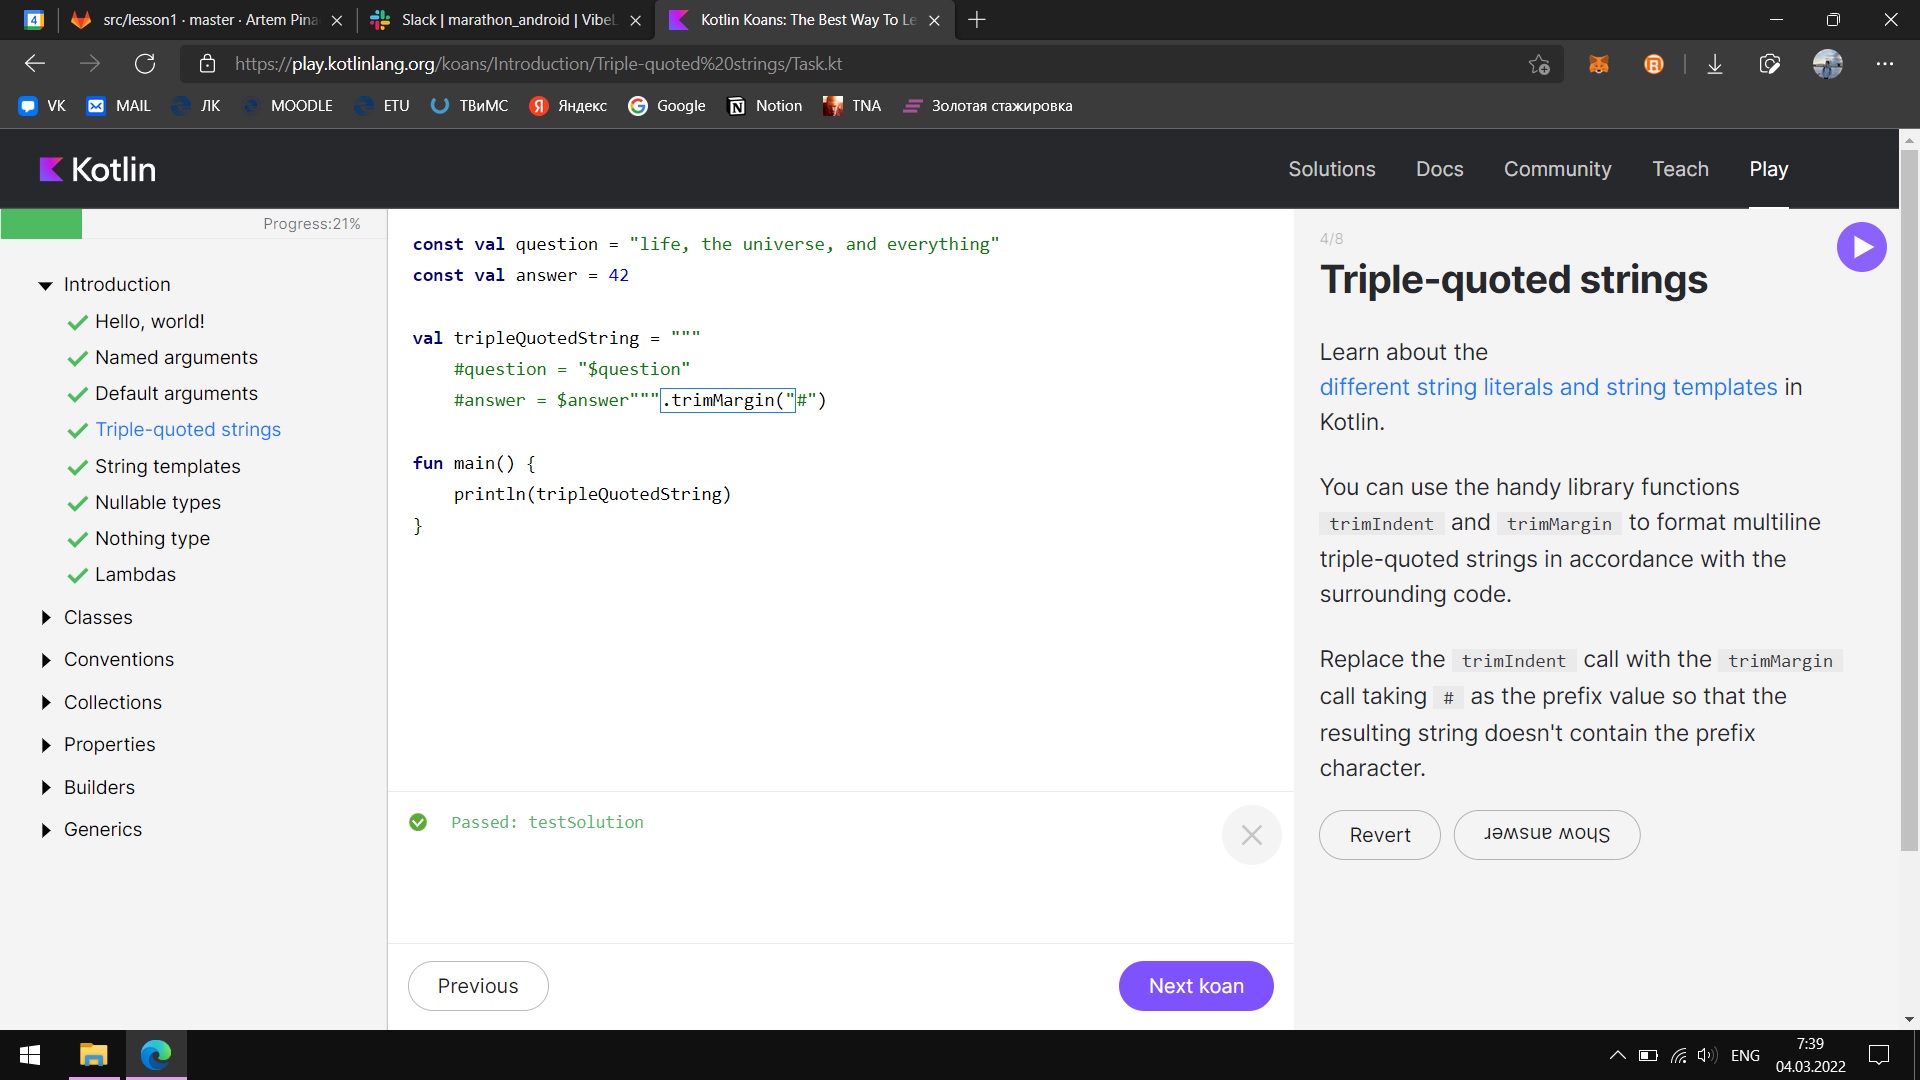 4
src/lesson1 · master · Artem Pina
Slack | marathon_android | VibeL
Kotlin Koans: The Best Way To Le
https://play.kotlinlang.org/koans/Introduction/Triple-quoted%20strings/Task.kt
VK MAIL ЛК MOODLE ETU ТВиМС Яндекс Google Notion TNA Золотая стажировка
Kotlin
Solutions Docs Community Teach Play
Progress:21%
Introduction
Hello, world!
Named arguments
Default arguments
Triple-quoted strings
String templates
Nullable types
Nothing type
Lambdas
Classes
Conventions
Collections
Properties
Builders
Generics
const val question = "life, the universe, and everything"
const val answer = 42
val tripleQuotedString = """
#question = "$question"
#answer = $answer""".trimMargin("#")
fun main() {
println(tripleQuotedString)
}
Passed: testSolution
Previous
Next koan
4/8
Triple-quoted strings
Learn about the
different string literals and string templates in
Kotlin.
You can use the handy library functions
trimIndent and trimMargin to format multiline
triple-quoted strings in accordance with the
surrounding code.
Replace the trimIndent call with the trimMargin
call taking # as the prefix value so that the
resulting string doesn't contain the prefix
character.
Revert
Show answer
ENG
7:39
04.03.2022